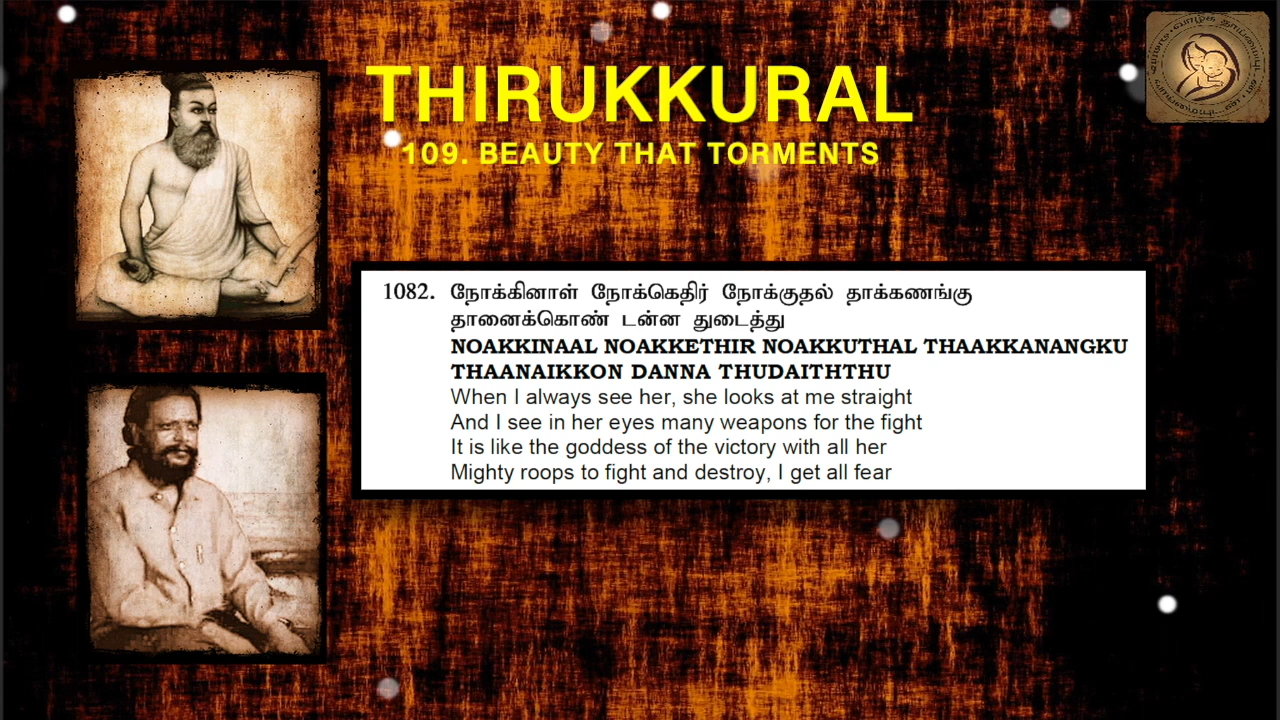 THIRUKKURAL
109. BEAUTY THAT TORMENTS
1082. நோக்கினாள் நோக்கெதிர் நோக்குதல் தாக்கணங்கு
தானைக்கொண் டன்ன துடைத்து
NOAKKINAAL NOAKKETHIR NOAKKUTHAL THAAKKANANGKU
THAANAIKKON DANNA THUDAITHTHU
When I always see her, she looks at me straight
And I see in her eyes many weapons for the fight
It is like the goddess of the victory with all her
Mighty roops to fight and destroy, I get all fear